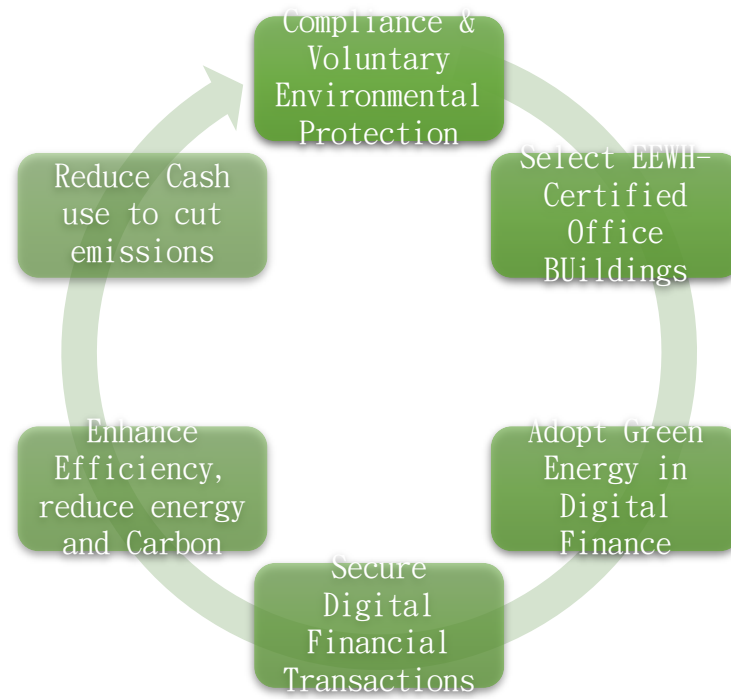 Compliance &
Voluntary
Environmental
Protection
Select EEWH-
Certified
Office
BUildings
Adopt Green
Energy in
Digital
Finance
Secure
Digital
Financial
Transactions
Enhance
Efficiency,
reduce energy
and Carbon
Reduce Cash
use to cut
emissions